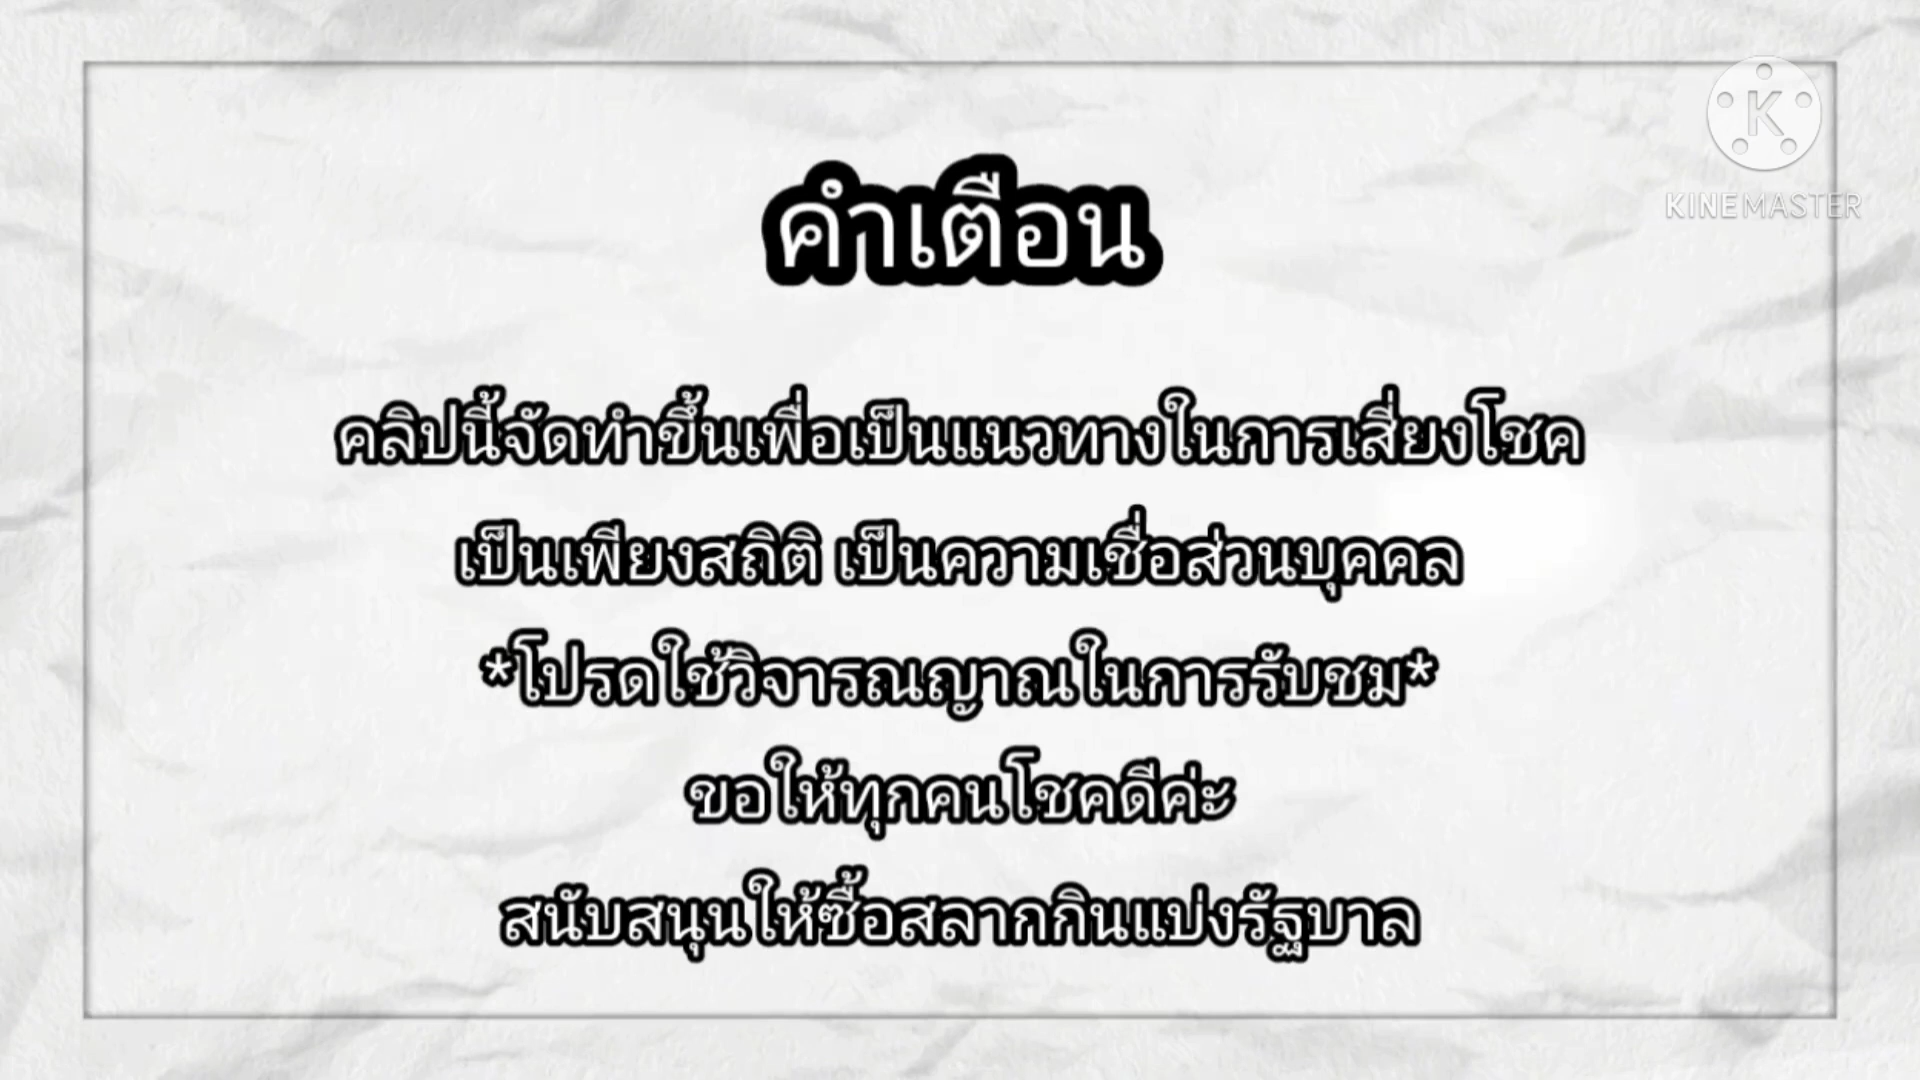 K
KINEMASTER
คำเตือน
คลิปนี้จัดทำขึ้นเพื่อเป็นแนวทางในการเสี่ยงโชค
เป็นเพียงสถิติ เป็นความเชื่อส่วนบุคคล
*โปรดใช้วิจารณญาณในการรับชม*
ขอให้ทุกคนโชคดีค่ะ
สนับสนุนให้ซื้อสลากกินแบ่งรัฐบาล